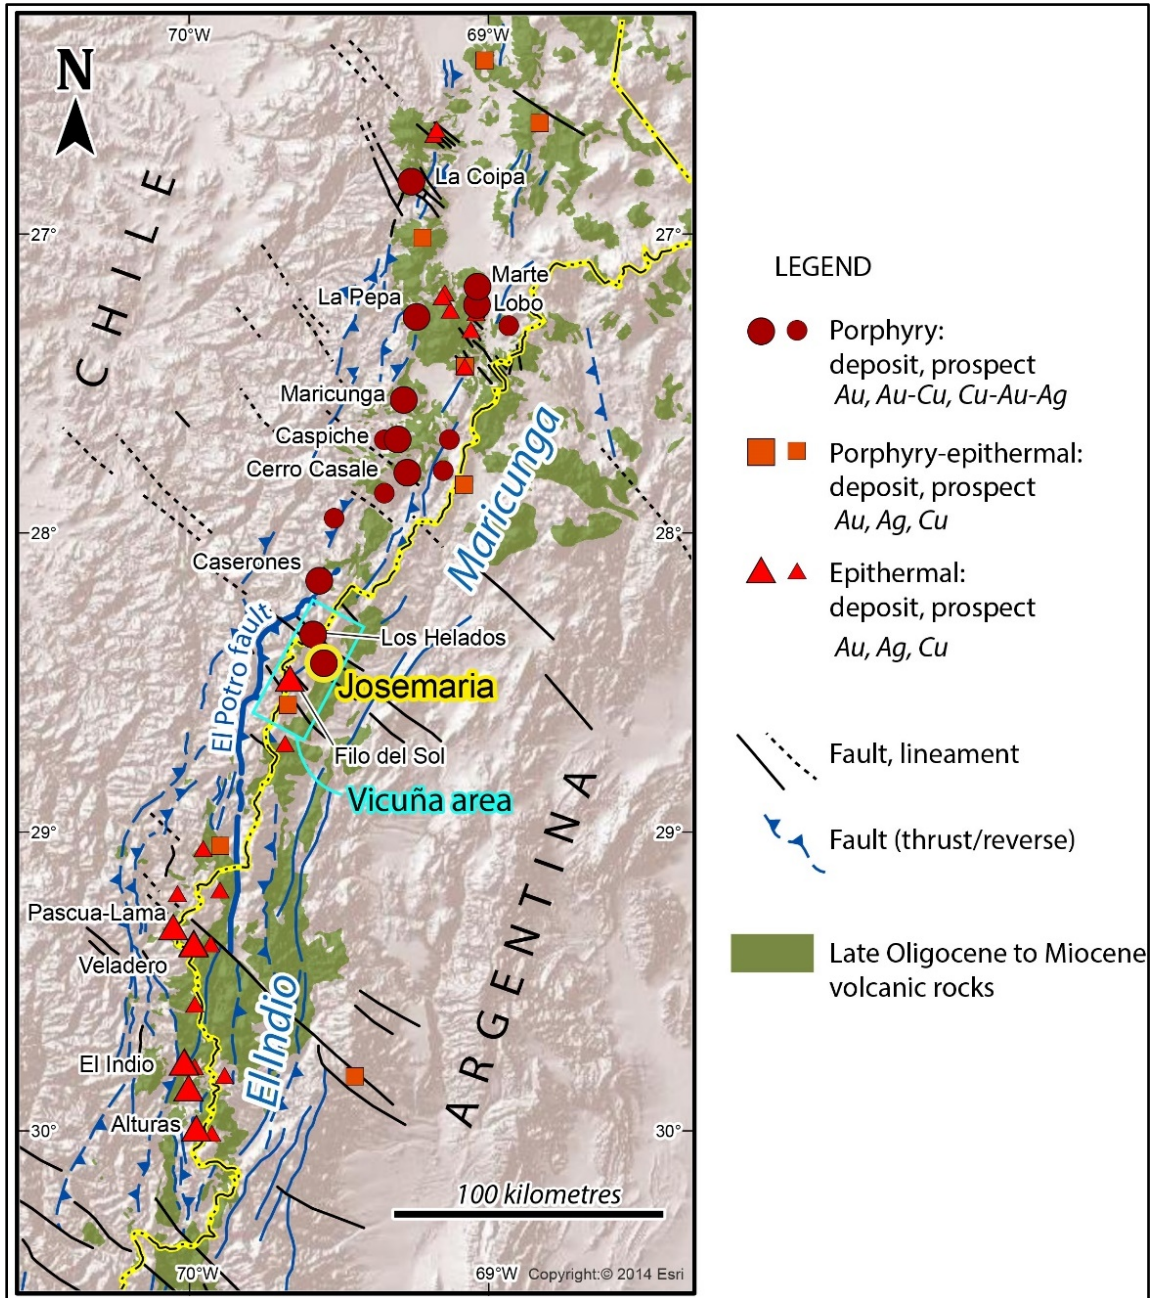 70°W
69°W
N
CHILE
La Coipa
27°
27°
Marte
La Pepa
Lobo
Maricunga
Caspiche
Cerro Casale
Maricunga
28°
28°
Caserones
El Potro fault
Los Helados
Josemaria
Filo del Sol
Vicuña area
ARGENTINA
29°
29°
Pascua-Lama
Veladero
El Indio
El Indio
Alturas
30°
30°
100 kilometres
70°W
69°W
Copyright:© 2014 Esri
LEGEND
Porphyry:
deposit, prospect
Au, Au-Cu, Cu-Au-Ag
Porphyry-epithermal:
deposit, prospect
Au, Ag, Cu
Epithermal:
deposit, prospect
Au, Ag, Cu
Fault, lineament
Fault (thrust/reverse)
Late Oligocene to Miocene
volcanic rocks